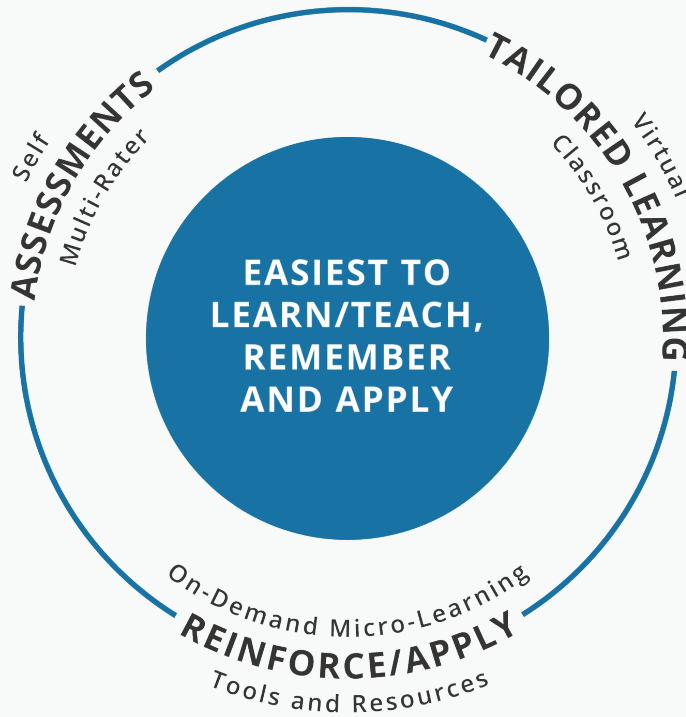 Self
ASSESSMENTS
Multi-Rater
TAILORED LEARNING
Virtual
Classroom
EASIEST TO
LEARN/TEACH,
REMEMBER
AND APPLY
On-Demand Micro-Learning
REINFORCE/APPLY
Tools and Resources